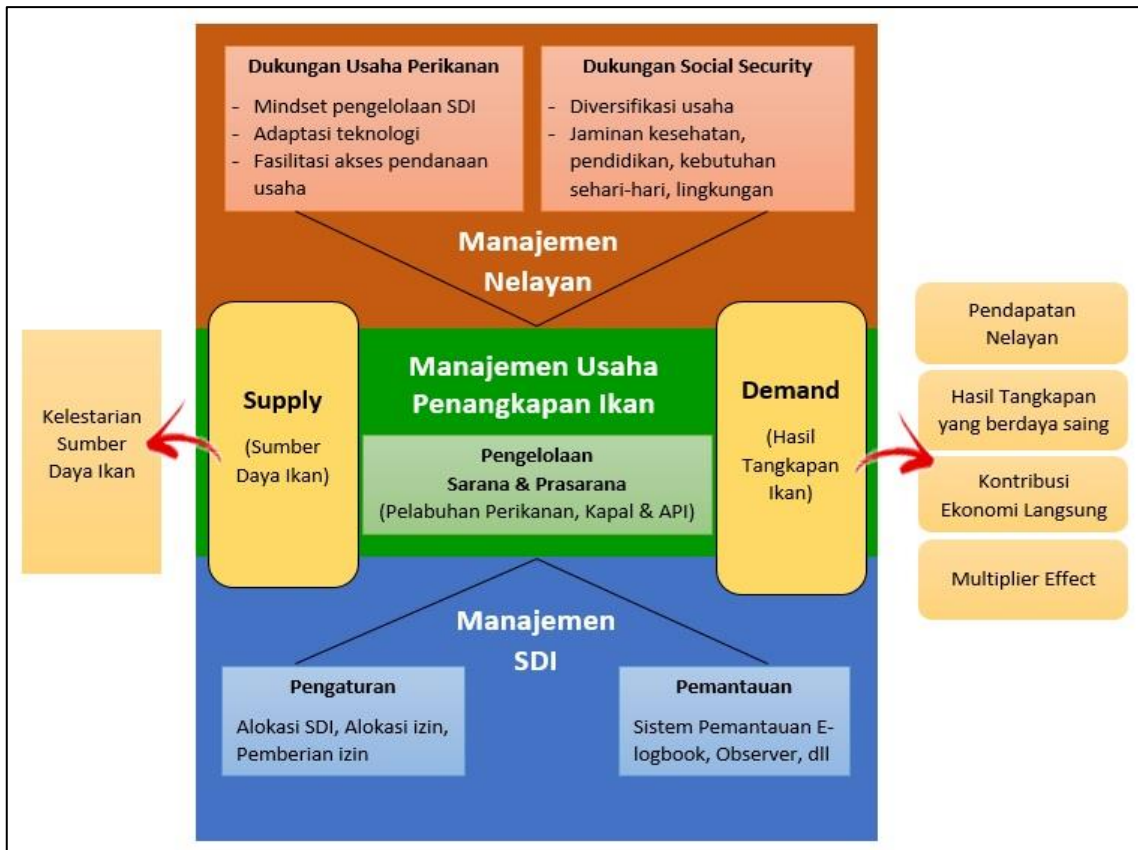 Dukungan Usaha Perikanan
- Mindset pengelolaan SDI
- Adaptasi teknologi
- Fasilitasi akses pendanaan
usaha
Dukungan Social Security
- Diversifikasi usaha
- Jaminan kesehatan,
pendidikan, kebutuhan
sehari-hari, lingkungan
Manajemen
Nelayan
Kelestarian
Sumber
Daya Ikan
Supply
(Sumber
Daya Ikan)
Manajemen Usaha
Penangkapan Ikan
Pengelolaan
Sarana & Prasarana
(Pelabuhan Perikanan, Kapal & API)
Demand
(Hasil
Tangkapan
Ikan)
Pendapatan
Nelayan
Hasil Tangkapan
yang berdaya saing
Kontribusi
Ekonomi Langsung
Multiplier Effect
Manajemen
SDI
Pengaturan
Alokasi SDI, Alokasi izin,
Pemberian izin
Pemantauan
Sistem Pemantauan E-
logbook, Observer, dll